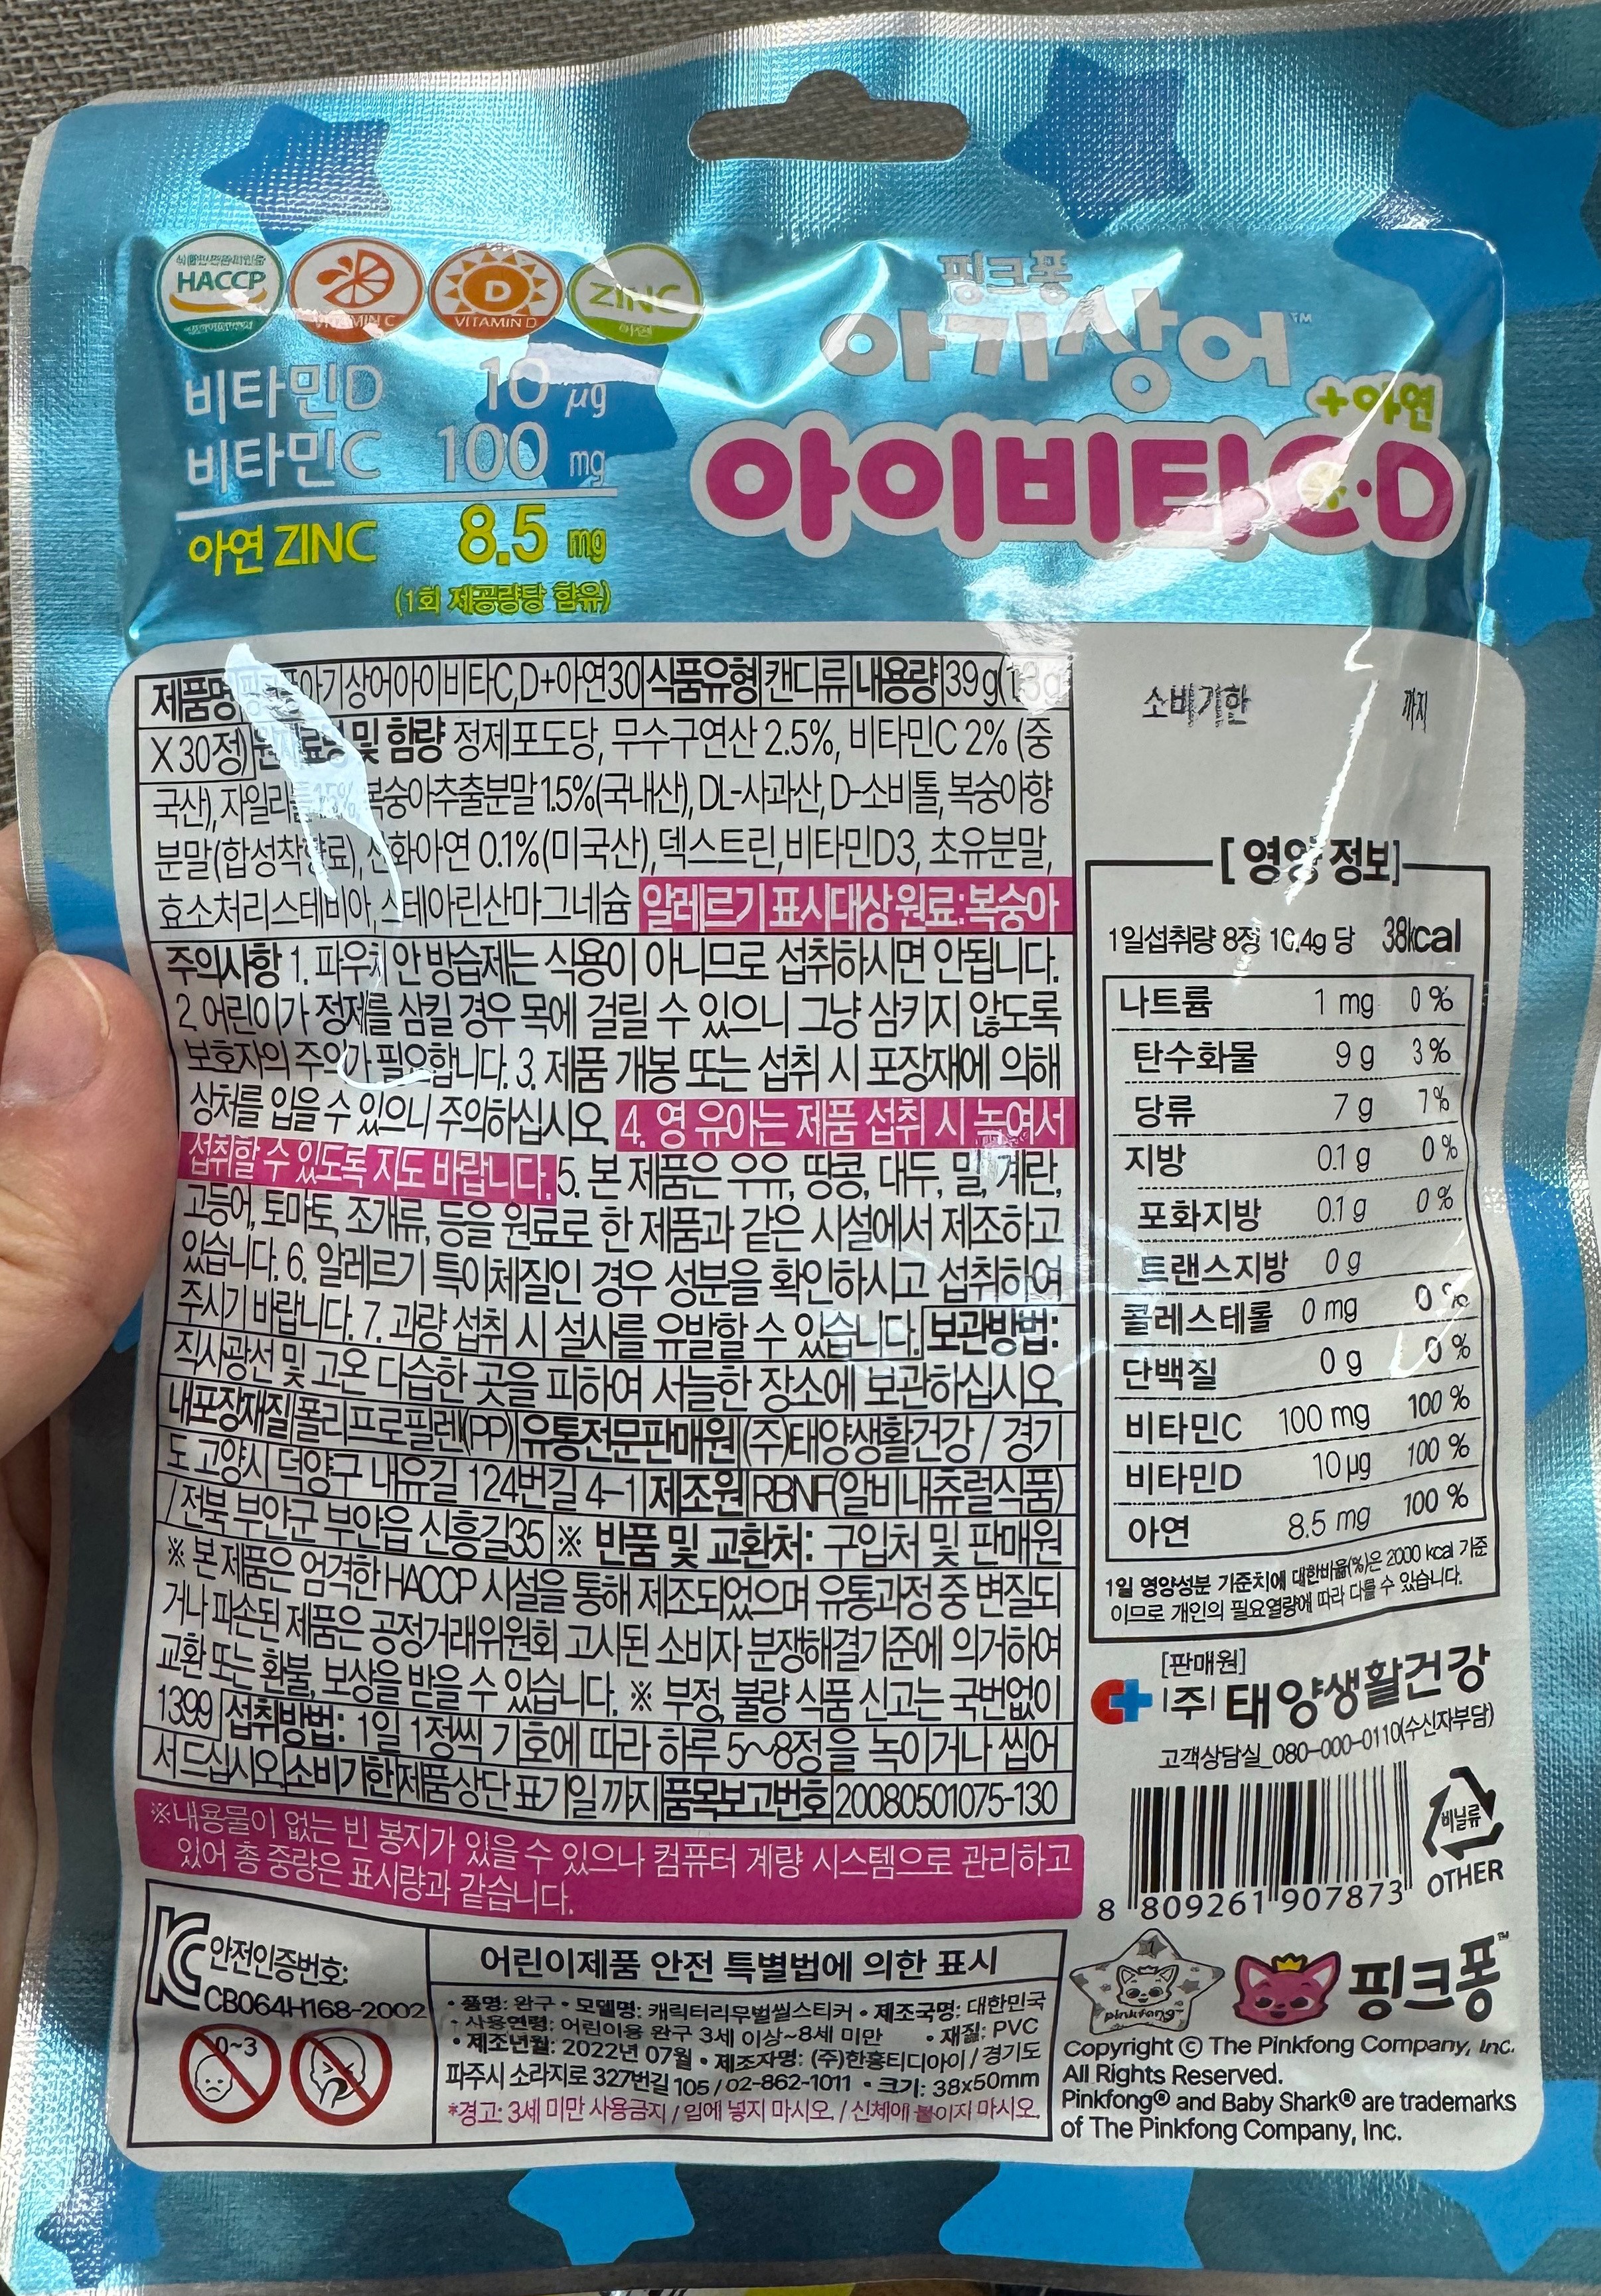 HACCP
VITAMIN C
VITAMIN D
ZINC
아연
비타민D 10 μg
비타민C 100 mg
아연 ZINC 8.5 mg
(1회 제공량당 함유)
핑크퐁
아기상어™
+아연
아이비타C·D
제품명 아기상어아이비타C,D+아연30 식품유형 캔디류 내용량 39g(1.3g
X 30정) 원재료명 및 함량 정제포도당, 무수구연산 2.5%, 비타민C 2% (중
국산), 자일리톨 1.5%, 복숭아추출분말1.5%(국내산), DL-사과산, D-소비톨, 복숭아향
분말(합성착향료), 산화아연 0.1%(미국산), 덱스트린, 비타민D3, 초유분말,
효소처리스테비아, 스테아린산마그네슘 알레르기 표시대상 원료: 복숭아
주의사항 1. 파우치 안 방습제는 식용이 아니므로 섭취하시면 안됩니다.
2. 어린이가 정제를 삼킬 경우 목에 걸릴 수 있으니 그냥 삼키지 않도록
보호자의 주의가 필요합니다. 3. 제품 개봉 또는 섭취 시 포장재에 의해
상처를 입을 수 있으니 주의하십시오. 4. 영 유아는 제품 섭취 시 녹여서
섭취할 수 있도록 지도 바랍니다. 5. 본 제품은 우유, 땅콩, 대두, 밀, 계란,
고등어, 토마토, 조개류, 등을 원료로 한 제품과 같은 시설에서 제조하고
있습니다. 6. 알레르기 특이체질인 경우 성분을 확인하시고 섭취하여
주시기 바랍니다. 7. 과량 섭취 시 설사를 유발할 수 있습니다. 보관방법:
직사광선 및 고온 다습한 곳을 피하여 서늘한 장소에 보관하십시오.
내포장재질 폴리프로필렌(PP) 유통전문판매원 (주)태양생활건강 / 경기
도 고양시 덕양구 내유길 124번길 4-1 제조원 RBNF(알비내츄럴식품)
/ 전북 부안군 부안읍 신흥길35 ※ 반품 및 교환처: 구입처 및 판매원
※ 본 제품은 엄격한 HACCP 시설을 통해 제조되었으며 유통과정 중 변질되
거나 파손된 제품은 공정거래위원회 고시된 소비자 분쟁해결기준에 의거하여
교환 또는 환불, 보상을 받을 수 있습니다. ※ 부정, 불량 식품 신고는 국번없이
1399 섭취방법: 1일 1정씩 기호에 따라 하루 5~8정을 녹이거나 씹어
서 드십시오 소비기한 제품상단 표기일 까지 품목보고번호 20080501075-130
※내용물이 없는 빈 봉지가 있을 수 있으나 컴퓨터 계량 시스템으로 관리하고
있어 총 중량은 표시량과 같습니다.
소비기한 까지
[영양 정보]
1일섭취량 8정 10.4g 당 38kcal
나트륨 1 mg 0 %
탄수화물 9 g 3 %
당류 7 g 7 %
지방 0.1 g 0 %
포화지방 0.1 g 0 %
트랜스지방 0 g
콜레스테롤 0 mg 0 %
단백질 0 g 0 %
비타민C 100 mg 100 %
비타민D 10 μg 100 %
아연 8.5 mg 100 %
1일 영양성분 기준치에 대한비율(%)은 2000 kcal 기준
이므로 개인의 필요열량에 따라 다를 수 있습니다.
[판매원]
(주)태양생활건강
고객상담실_080-000-0110(수신자부담)
8 809261 907873
비닐류
OTHER
KC 안전인증번호:
CB064H168-2002
0~3
어린이제품 안전 특별법에 의한 표시
• 품명: 완구 • 모델명: 캐릭터리무벌씰스티커 • 제조국명: 대한민국
• 사용연령: 어린이용 완구 3세 이상~8세 미만 • 재질: PVC
• 제조년월: 2022년 07월 • 제조자명: (주)한흥티디아이 / 경기도
파주시 소라지로 327번길 105 / 02-862-1011 • 크기: 38x50mm
*경고: 3세 미만 사용금지 / 입에 넣지 마시오. / 신체에 붙이지 마시오.
pinkfong™
핑크퐁™
Copyright © The Pinkfong Company, Inc.
All Rights Reserved.
Pinkfong® and Baby Shark® are trademarks
of The Pinkfong Company, Inc.